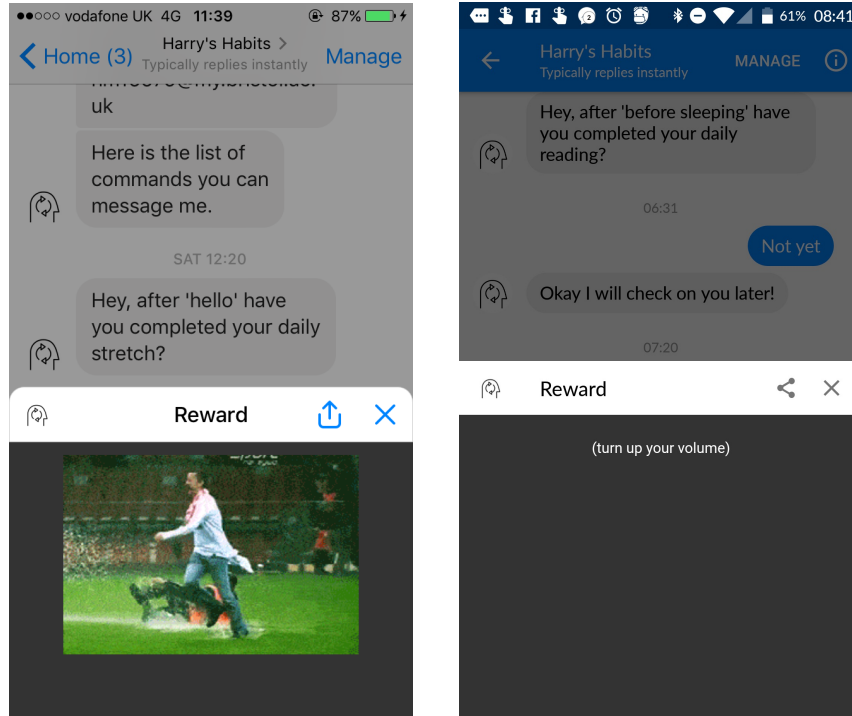 vodafone UK 4G 11:39 87%
Home (3)
Harry's Habits
Typically replies instantly
Manage
uk
Here is the list of
commands you can
message me.
SAT 12:20
Hey, after 'hello' have
you completed your daily
stretch?
Reward
2 61% 08:41
Harry's Habits
Typically replies instantly
MANAGE
Hey, after 'before sleeping' have
you completed your daily
reading?
06:31
Not yet
Okay I will check on you later!
07:20
Reward
(turn up your volume)